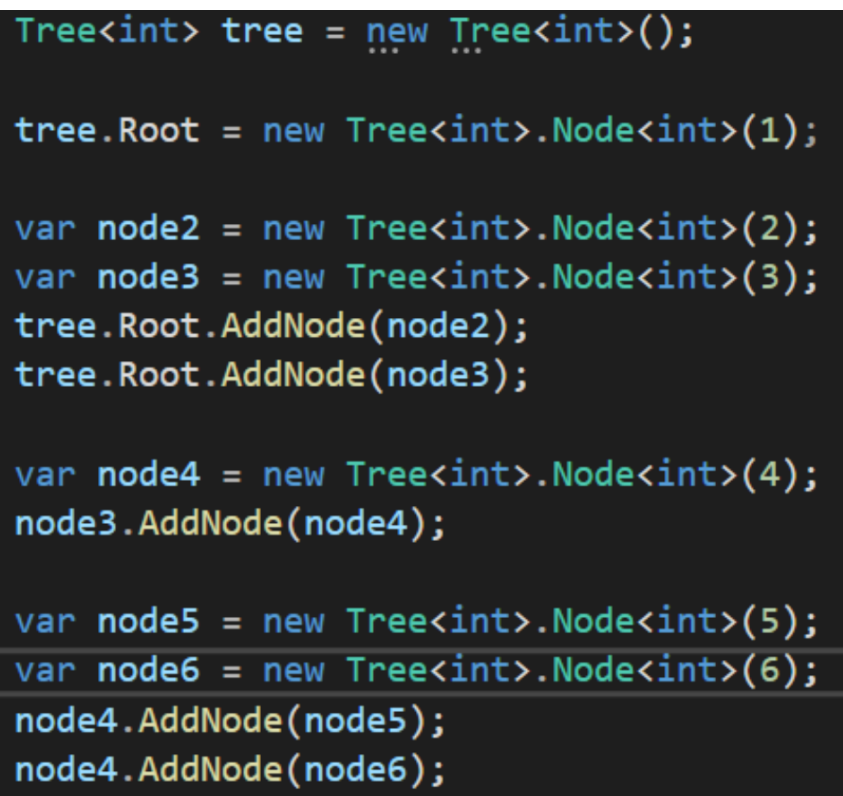 Tree<int> tree = new Tree<int>();
tree.Root = new Tree<int>.Node<int>(1);
var node2 = new Tree<int>.Node<int>(2);
var node3 = new Tree<int>.Node<int>(3);
tree.Root.AddNode(node2);
tree.Root.AddNode(node3);
var node4 = new Tree<int>.Node<int>(4);
node3.AddNode(node4);
var node5 = new Tree<int>.Node<int>(5);
var node6 = new Tree<int>.Node<int>(6);
node4.AddNode(node5);
node4.AddNode(node6);